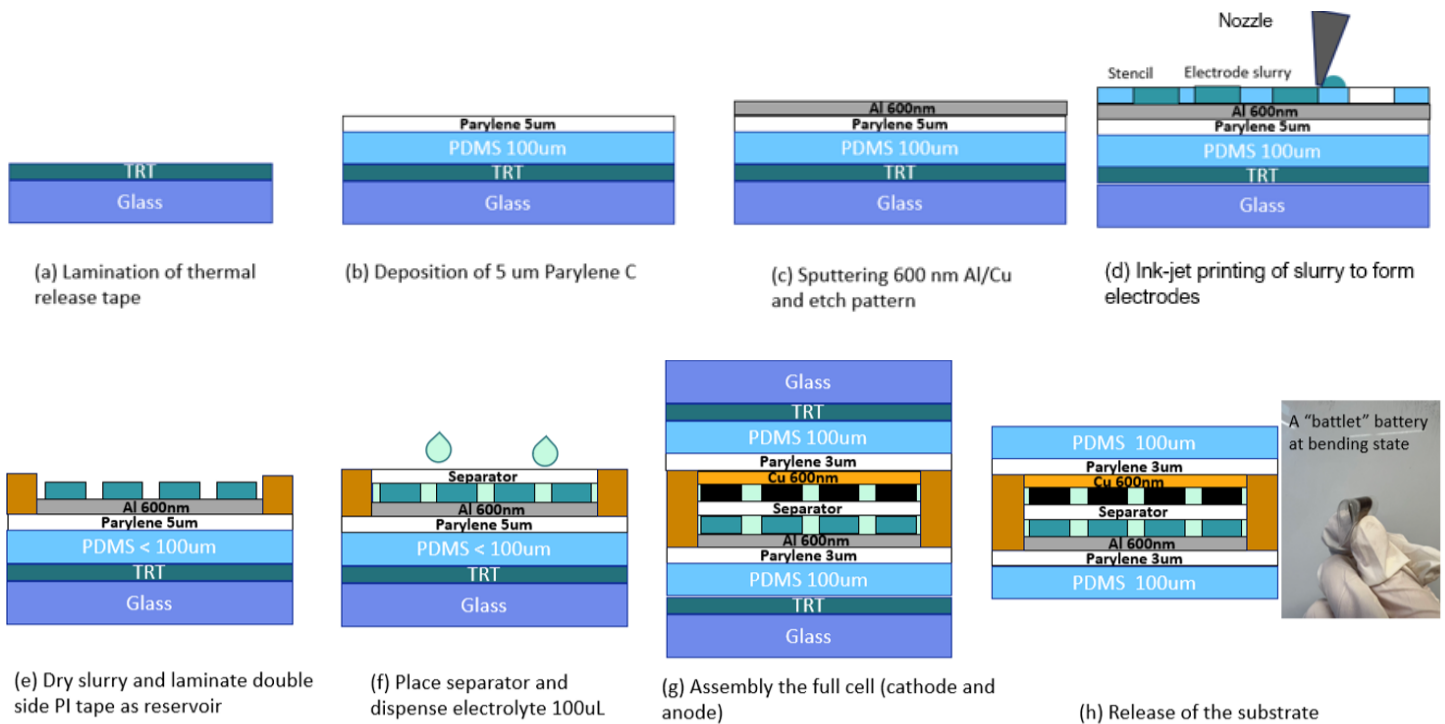 TRT
Glass
(a) Lamination of thermal
release tape
Parylene 5um
PDMS 100um
TRT
Glass
(b) Deposition of 5 um Parylene C
Al 600nm
Parylene 5um
PDMS 100um
TRT
Glass
(c) Sputtering 600 nm Al/Cu
and etch pattern
Nozzle
Stencil
Electrode slurry
Al 600nm
Parylene 5um
PDMS 100um
TRT
Glass
(d) Ink-jet printing of slurry to form
electrodes
Al 600nm
Parylene 5um
PDMS < 100um
TRT
Glass
(e) Dry slurry and laminate double
side PI tape as reservoir
Separator
Al 600nm
Parylene 5um
PDMS < 100um
TRT
Glass
(f) Place separator and
dispense electrolyte 100uL
Glass
TRT
PDMS 100um
Parylene 3um
Cu 600nm
Separator
Al 600nm
Parylene 3um
PDMS 100um
TRT
Glass
(g) Assembly the full cell (cathode and
anode)
PDMS 100um
Parylene 3um
Cu 600nm
Separator
Al 600nm
Parylene 3um
PDMS 100um
A “battlet” battery
at bending state
(h) Release of the substrate